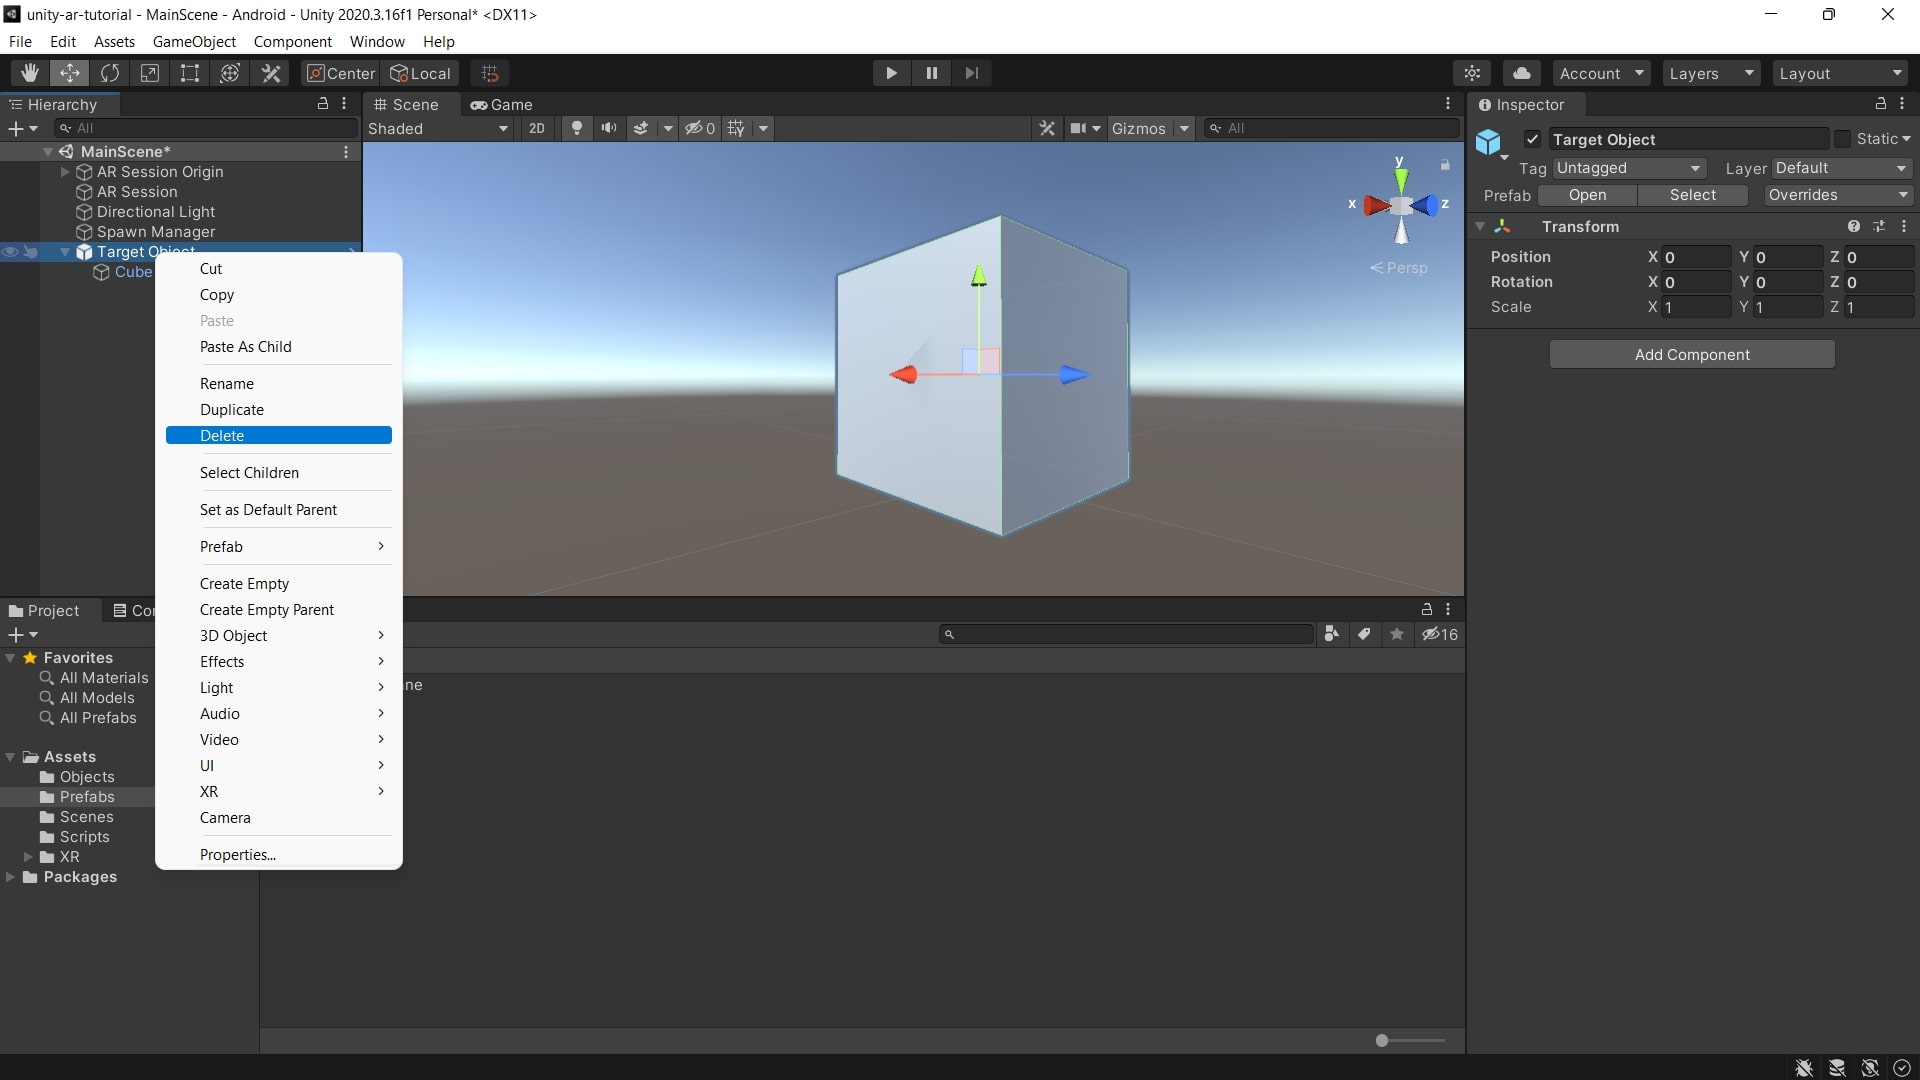 unity-ar-tutorial - MainScene - Android - Unity 2020.3.16f1 Personal* <DX11>
File Edit Assets GameObject Component Window Help
Center Local Account Layers Layout
Hierarchy Scene Game Inspector
All Shaded 2D 0 Gizmos All
MainScene*
AR Session Origin
AR Session
Directional Light
Spawn Manager
Target Object
Cube
Cut
Copy
Paste
Paste As Child
Rename
Duplicate
Delete
Select Children
Set as Default Parent
Prefab
Create Empty
Create Empty Parent
3D Object
Effects
Light
Audio
Video
UI
XR
Camera
Properties...
y
x z
Persp
Target Object Static
Tag Untagged Layer Default
Prefab Open Select Overrides
Transform
Position X 0 Y 0 Z 0
Rotation X 0 Y 0 Z 0
Scale X 1 Y 1 Z 1
Add Component
Project Con
16
ne
Favorites
All Materials
All Models
All Prefabs
Assets
Objects
Prefabs
Scenes
Scripts
XR
Packages